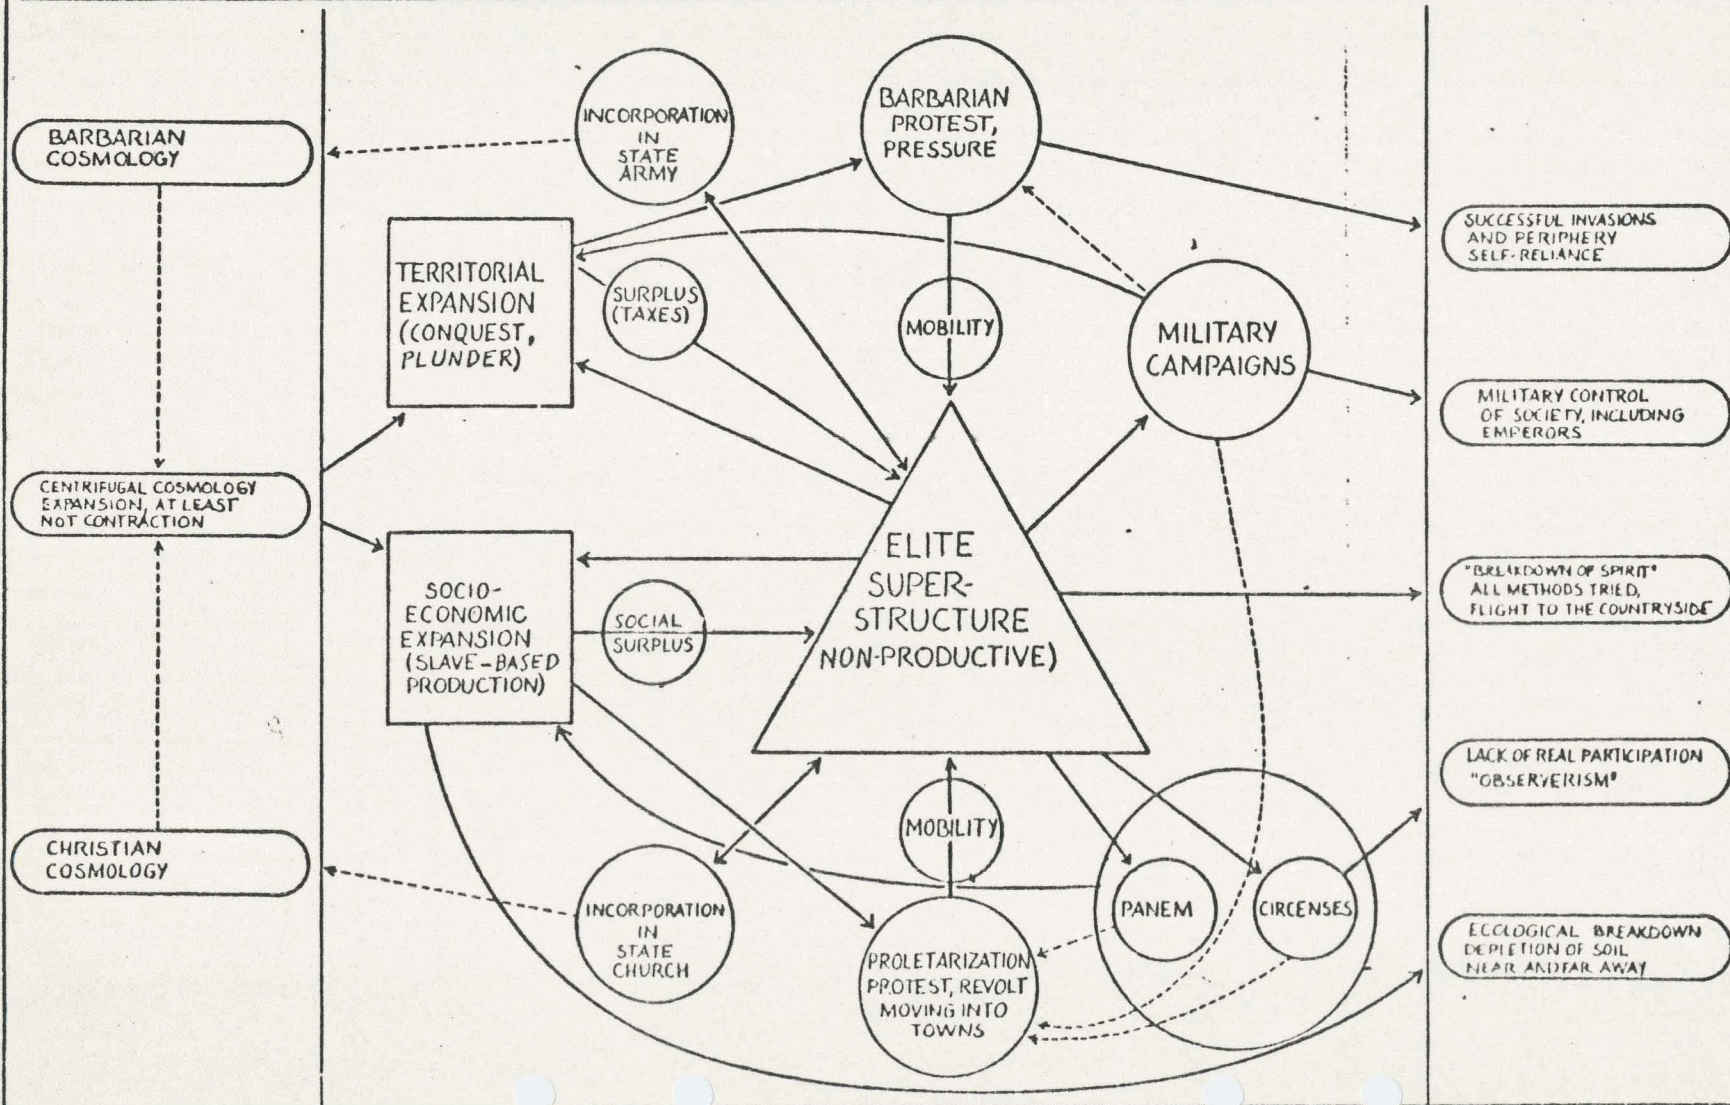 BARBARIAN
COSMOLOGY
CENTRIFUGAL COSMOLOGY
EXPANSION, AT LEAST
NOT CONTRACTION
CHRISTIAN
COSMOLOGY
INCORPORATION
IN
STATE
ARMY
BARBARIAN
PROTEST,
PRESSURE
TERRITORIAL
EXPANSION
(CONQUEST,
PLUNDER)
SURPLUS
(TAXES)
MOBILITY
MILITARY
CAMPAIGNS
SOCIO-
ECONOMIC
EXPANSION
(SLAVE-BASED
PRODUCTION)
SOCIAL
SURPLUS
ELITE
SUPER-
STRUCTURE
NON-PRODUCTIVE)
INCORPORATION
IN
STATE
CHURCH
MOBILITY
PROLETARIZATION
PROTEST, REVOLT
MOVING INTO
TOWNS
PANEM
CIRCENSES
SUCCESSFUL INVASIONS
AND PERIPHERY
SELF-RELIANCE
MILITARY CONTROL
OF SOCIETY, INCLUDING
EMPERORS
"BREAKDOWN OF SPIRIT"
ALL METHODS TRIED,
FLIGHT TO THE COUNTRYSIDE
LACK OF REAL PARTICIPATION
"OBSERVERISM"
ECOLOGICAL BREAKDOWN
DEPLETION OF SOIL
NEAR AND FAR AWAY